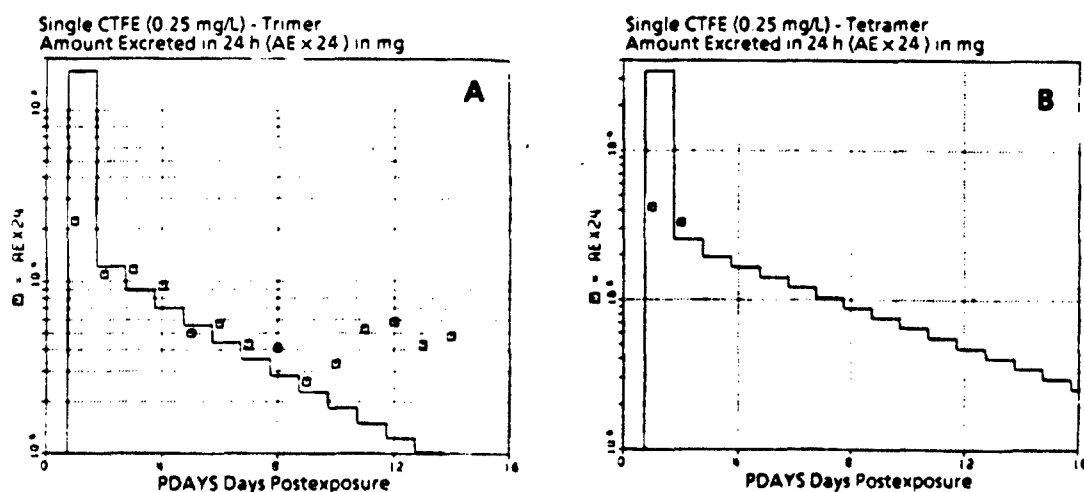 Single CTFE (0.25 mg/L) - Trimer
Amount Excreted in 24 h (AE x 24) in mg
A
AE x 24
0 4 8 12 16
PDAYS Days Postexposure
Single CTFE (0.25 mg/L) - Tetramer
Amount Excreted in 24 h (AE x 24) in mg
B
AE x 24
0 4 8 12 16
PDAYS Days Postexposure